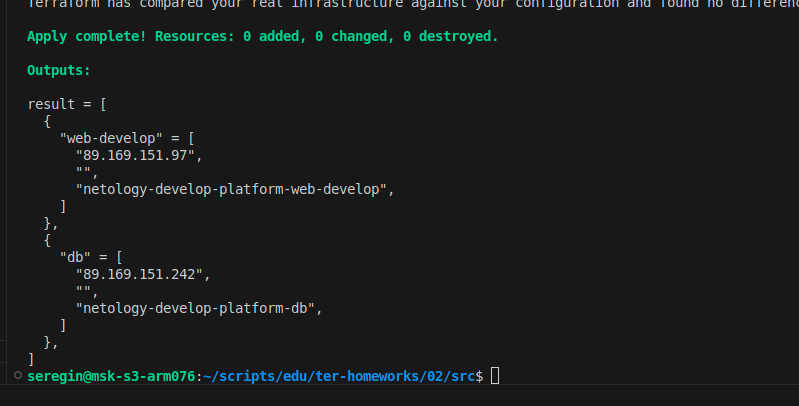 Terraform has compared your real infrastructure against your configuration and found no differenc
Apply complete! Resources: 0 added, 0 changed, 0 destroyed.
Outputs:
result = [
  {
    "web-develop" = [
      "89.169.151.97",
      "",
      "netology-develop-platform-web-develop",
    ]
  },
  {
    "db" = [
      "89.169.151.242",
      "",
      "netology-develop-platform-db",
    ]
  },
]
seregin@msk-s3-arm076:~/scripts/edu/ter-homeworks/02/src$